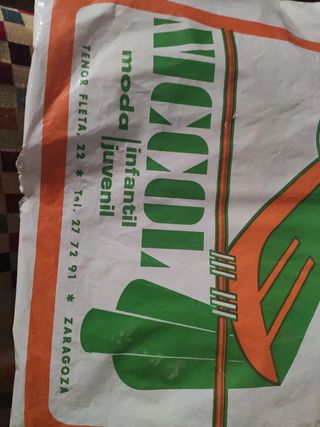 moda
infantil
juvenil
TENOR FLETA, 22 * Tel. 27 72 91 * ZARAGOZA